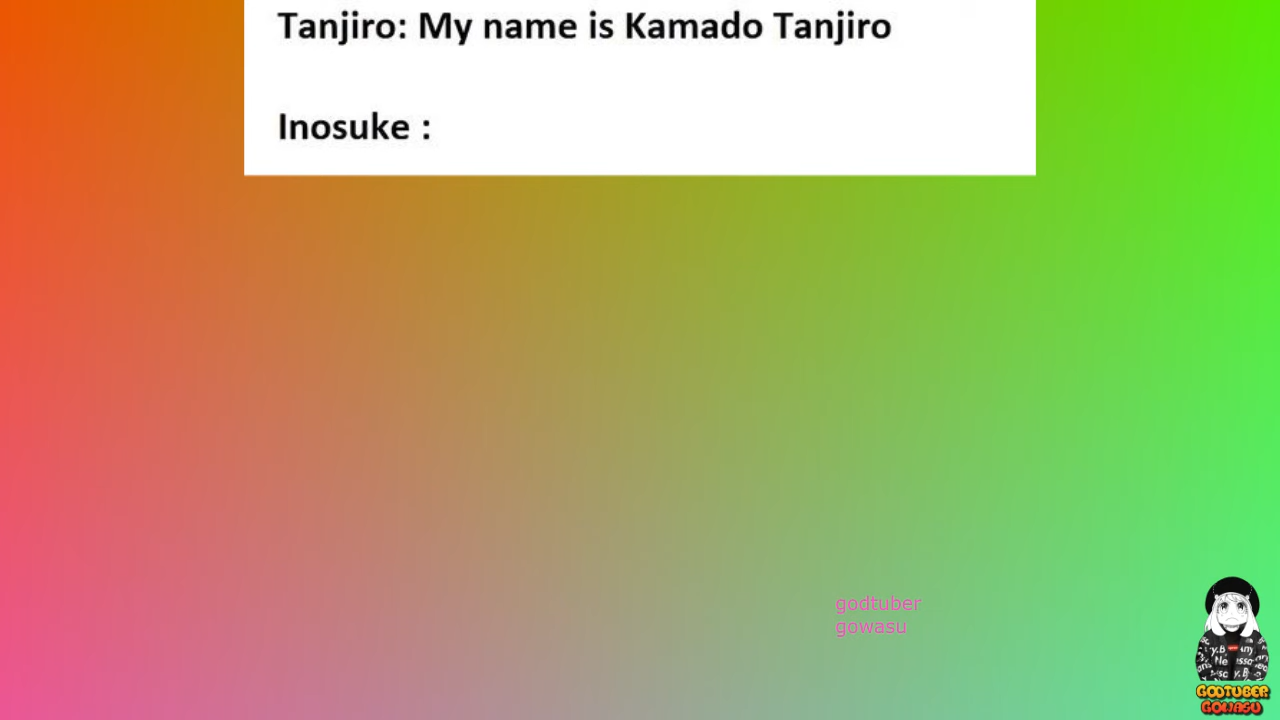 Tanjiro: My name is Kamado Tanjiro
Inosuke :
godtuber
gowasu
GODTUBER
GOWASU